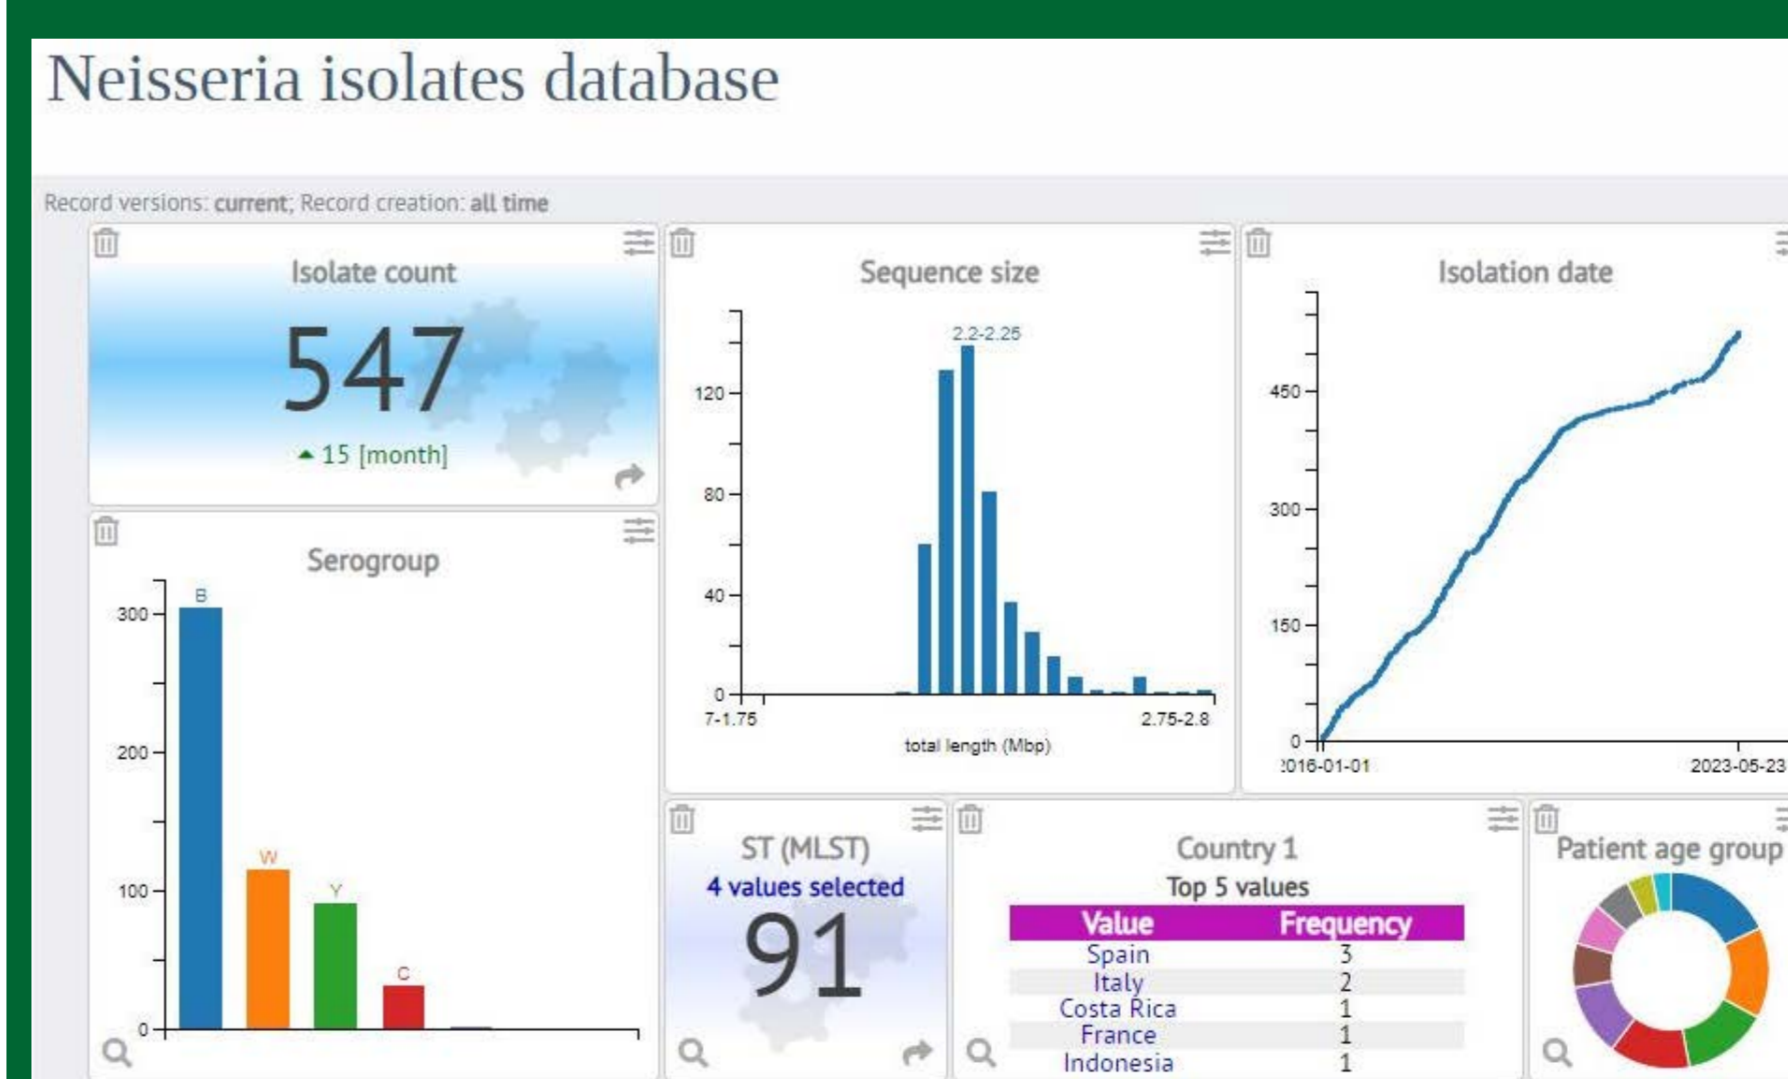 Neisseria isolates database
Record versions: current; Record creation: all time
Isolate count
547
15 [month]
Sequence size
2.2-2.25
120
80
40
0
7-1.75
2.75-2.8
total length (Mbp)
Isolation date
450
300
150
0
2016-01-01
2023-05-23
Serogroup
B
300
200
W
Y
100
C
0
ST (MLST)
4 values selected
91
Country 1
Top 5 values
Value Frequency
Spain 3
Italy 2
Costa Rica 1
France 1
Indonesia 1
Patient age group